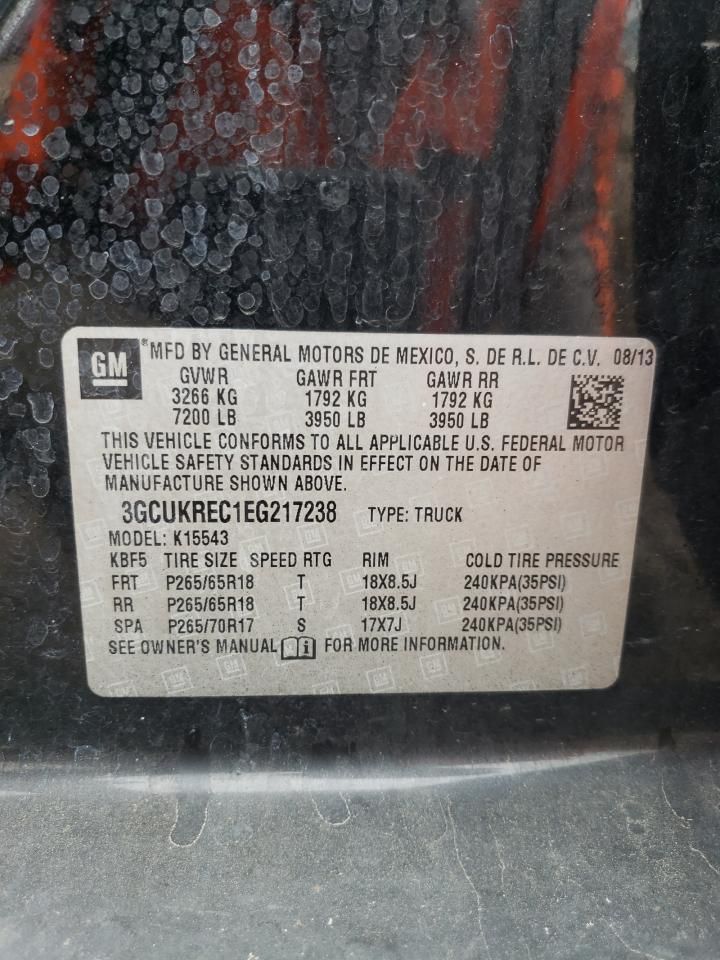 GM ® MFD BY GENERAL MOTORS DE MEXICO, S. DE R.L. DE C.V. 08/13
GVWR GAWR FRT GAWR RR
3266 KG 1792 KG 1792 KG
7200 LB 3950 LB 3950 LB
THIS VEHICLE CONFORMS TO ALL APPLICABLE U.S. FEDERAL MOTOR
VEHICLE SAFETY STANDARDS IN EFFECT ON THE DATE OF
MANUFACTURE SHOWN ABOVE.
3GCUKREC1EG217238 TYPE: TRUCK
MODEL: K15543
KBF5 TIRE SIZE SPEED RTG RIM COLD TIRE PRESSURE
FRT P265/65R18 T 18X8.5J 240KPA(35PSI)
RR P265/65R18 T 18X8.5J 240KPA(35PSI)
SPA P265/70R17 S 17X7J 240KPA(35PSI)
SEE OWNER'S MANUAL i FOR MORE INFORMATION.